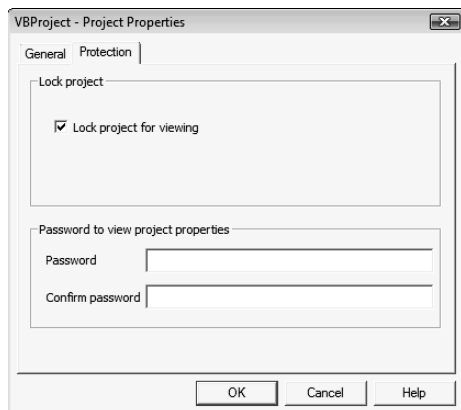 VBProject - Project Properties
General Protection
Lock project
Lock project for viewing
Password to view project properties
Password
Confirm password
OK Cancel Help